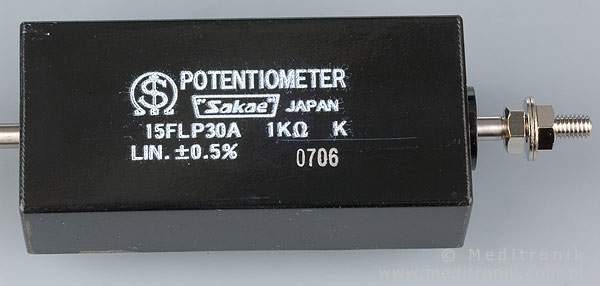 POTENTIOMETER
"Sakae" JAPAN
15FLP30A 1KΩ K
LIN. ±0.5%
0706
© Meditronik
www.meditronik.com.pl